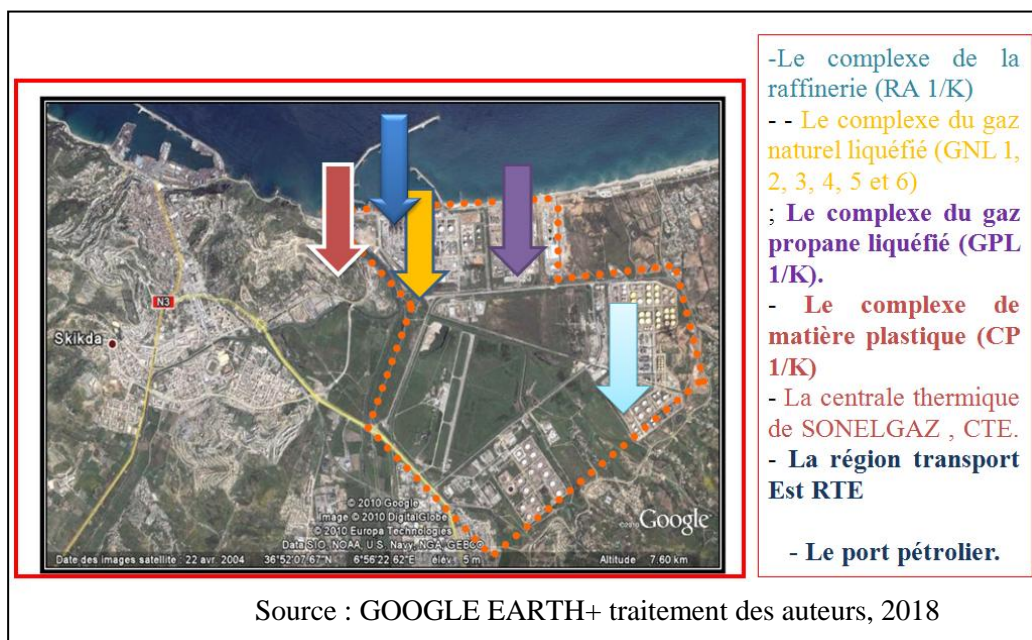 -Le complexe de la
raffinerie (RA 1/K)
- - Le complexe du gaz
naturel liquéfié (GNL 1,
2, 3, 4, 5 et 6)
; Le complexe du gaz
propane liquéfié (GPL
1/K).
- Le complexe de
matière plastique (CP
1/K)
- La centrale thermique
de SONELGAZ , CTE.
- La région transport
Est RTE
- Le port pétrolier.
N3
Skikda
© 2010 Google
Image © 2010 DigitalGlobe
© 2010 Europa Technologies
Data SIO, NOAA, U.S. Navy, NGA, GEBCO
©2010 Google™
Date des images satellite : 22 avr. 2004 36°52'07.67"N 6°56'22.62"E élév. 5 m Altitude 7.60 km
Source : GOOGLE EARTH+ traitement des auteurs, 2018